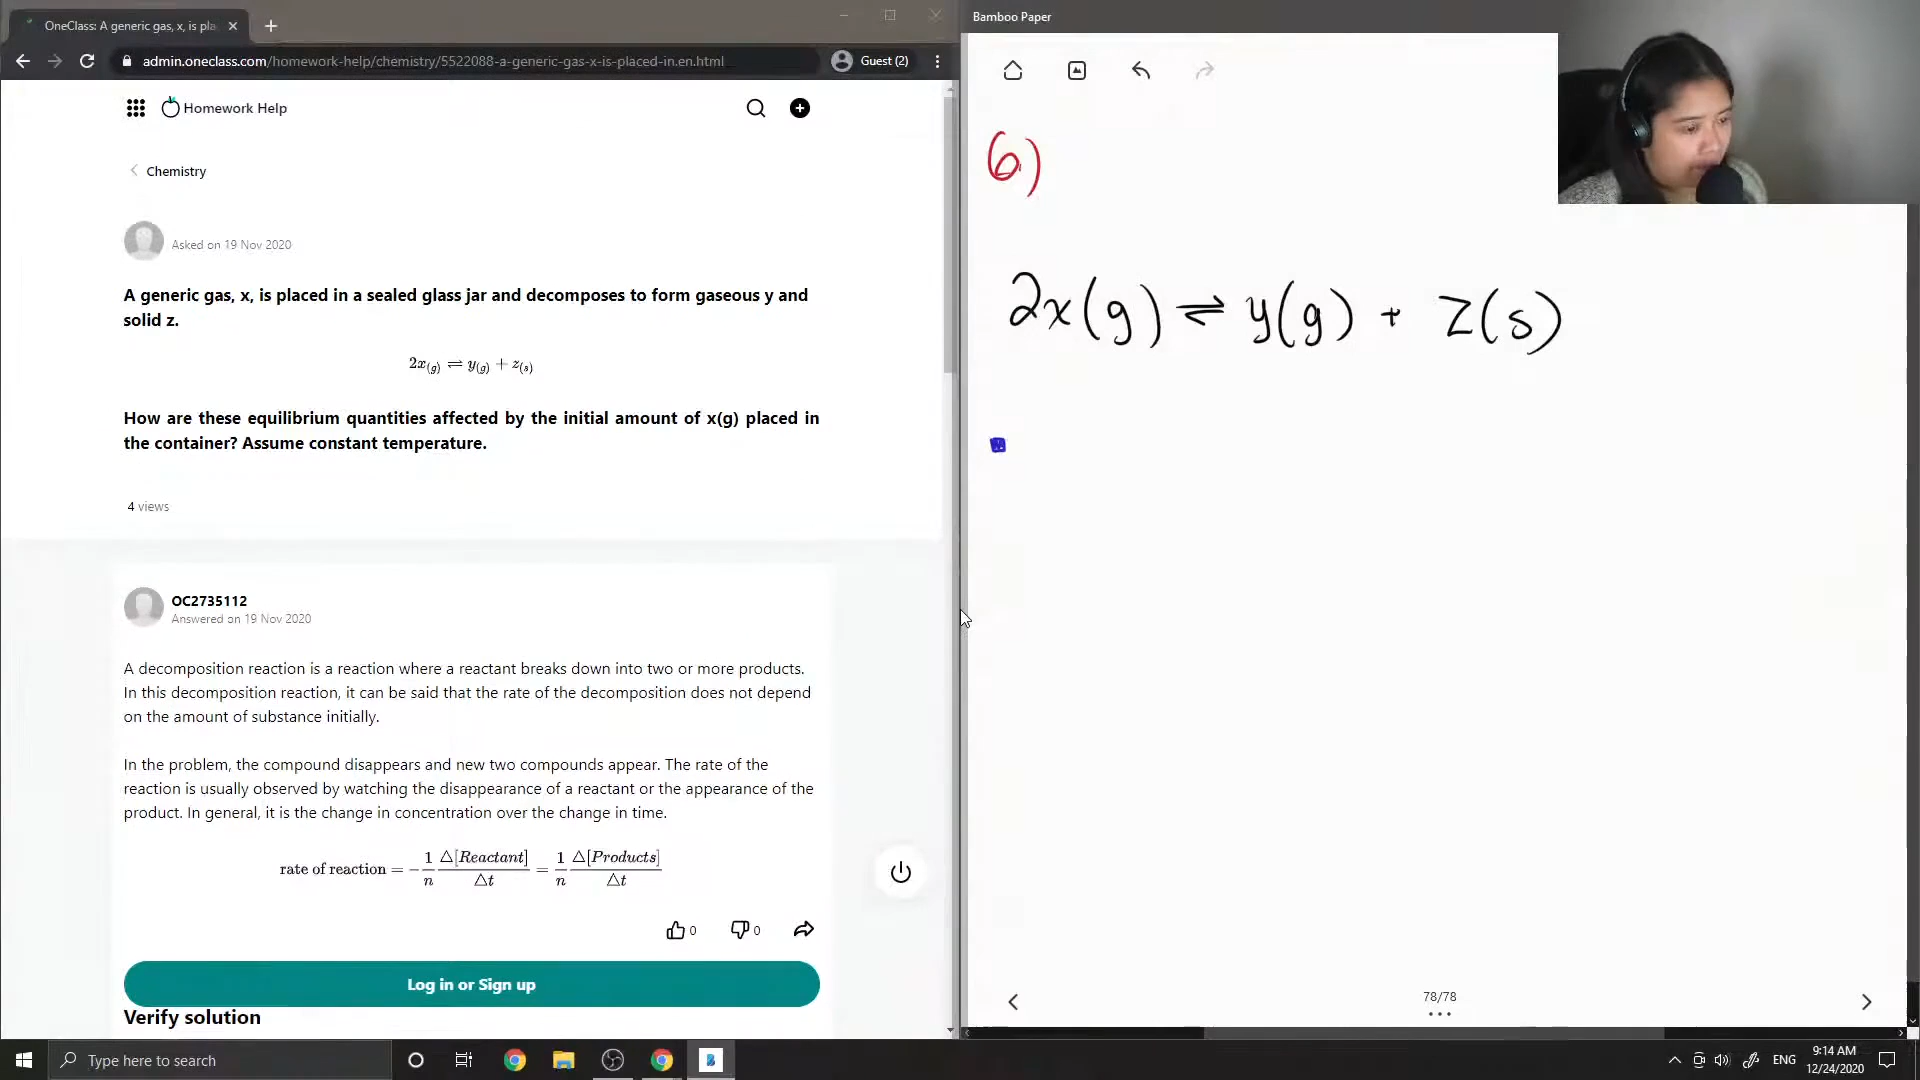 OneClass: A generic gas, x, is pla
admin.oneclass.com/homework-help/chemistry/5522088-a-generic-gas-x-is-placed-in.en.html
Guest (2)
Homework Help
Chemistry
Asked on 19 Nov 2020
A generic gas, x, is placed in a sealed glass jar and decomposes to form gaseous y and
solid z.
2x(g) ⇌ y(g) + z(s)
How are these equilibrium quantities affected by the initial amount of x(g) placed in
the container? Assume constant temperature.
4 views
OC2735112
Answered on 19 Nov 2020
A decomposition reaction is a reaction where a reactant breaks down into two or more products.
In this decomposition reaction, it can be said that the rate of the decomposition does not depend
on the amount of substance initially.
In the problem, the compound disappears and new two compounds appear. The rate of the
reaction is usually observed by watching the disappearance of a reactant or the appearance of the
product. In general, it is the change in concentration over the change in time.
rate of reaction = −1/n △[Reactant]/△t = 1/n △[Products]/△t
0
0
Log in or Sign up
Verify solution
Bamboo Paper
6)
2x(g) ⇌ y(g) + Z(s)
78/78
Type here to search
ENG
9:14 AM
12/24/2020